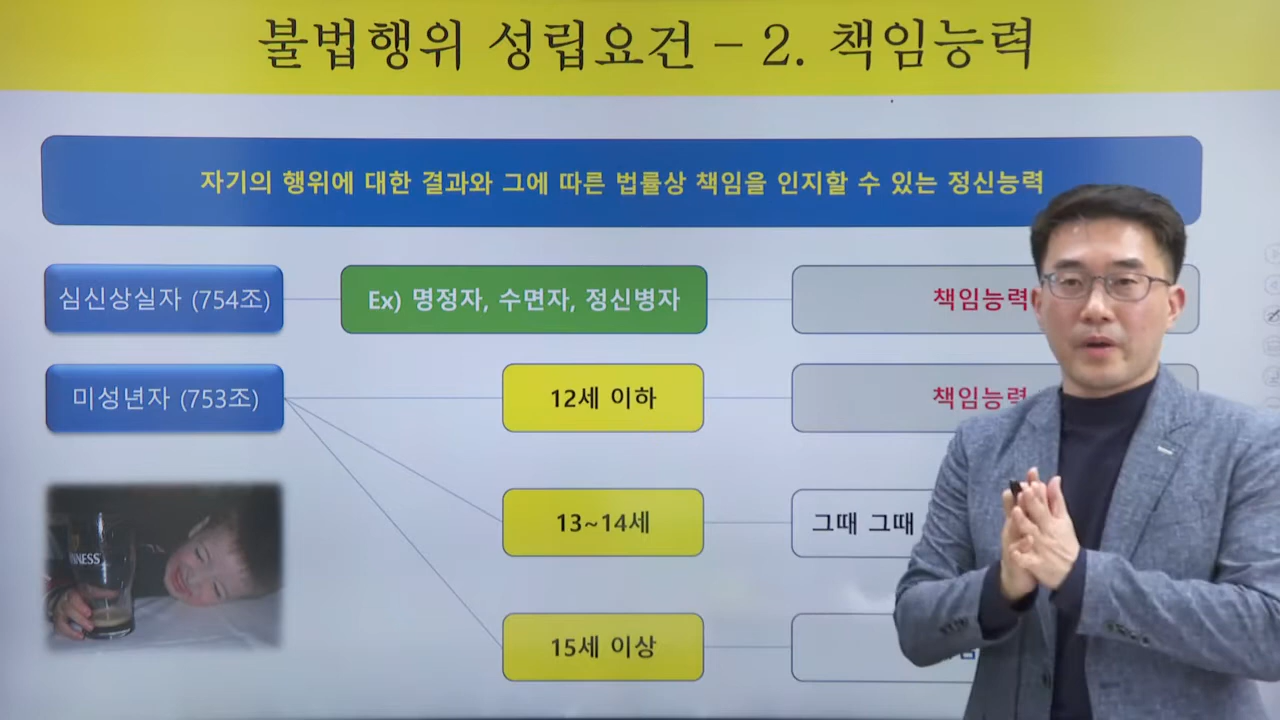 불법행위 성립요건 – 2. 책임능력
자기의 행위에 대한 결과와 그에 따른 법률상 책임을 인지할 수 있는 정신능력
심신상실자 (754조)
Ex) 명정자, 수면자, 정신병자
책임능력
미성년자 (753조)
12세 이하
책임능력
13~14세
그때 그때
15세 이상